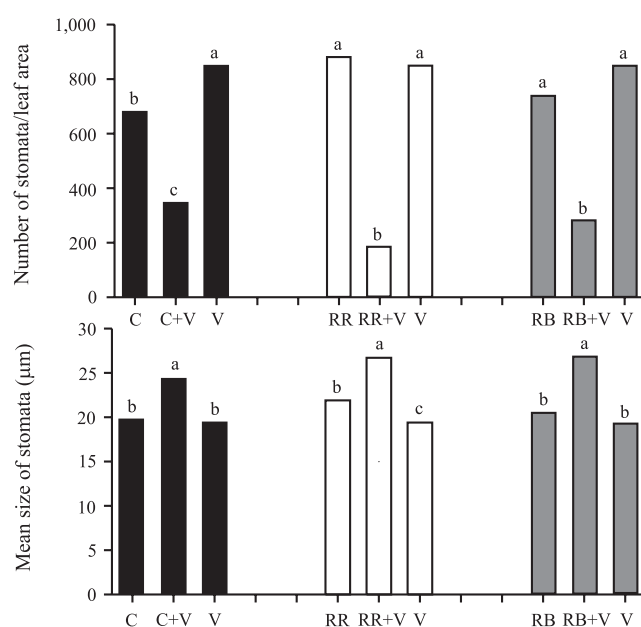 Number of stomata/leaf area
1,000
800
600
400
200
0
b
c
a
a
b
a
a
b
a
C C+V V RR RR+V V RB RB+V V
Mean size of stomata (μm)
30
25
20
15
10
5
0
b
a
b
b
a
c
b
a
b
C C+V V RR RR+V V RB RB+V V